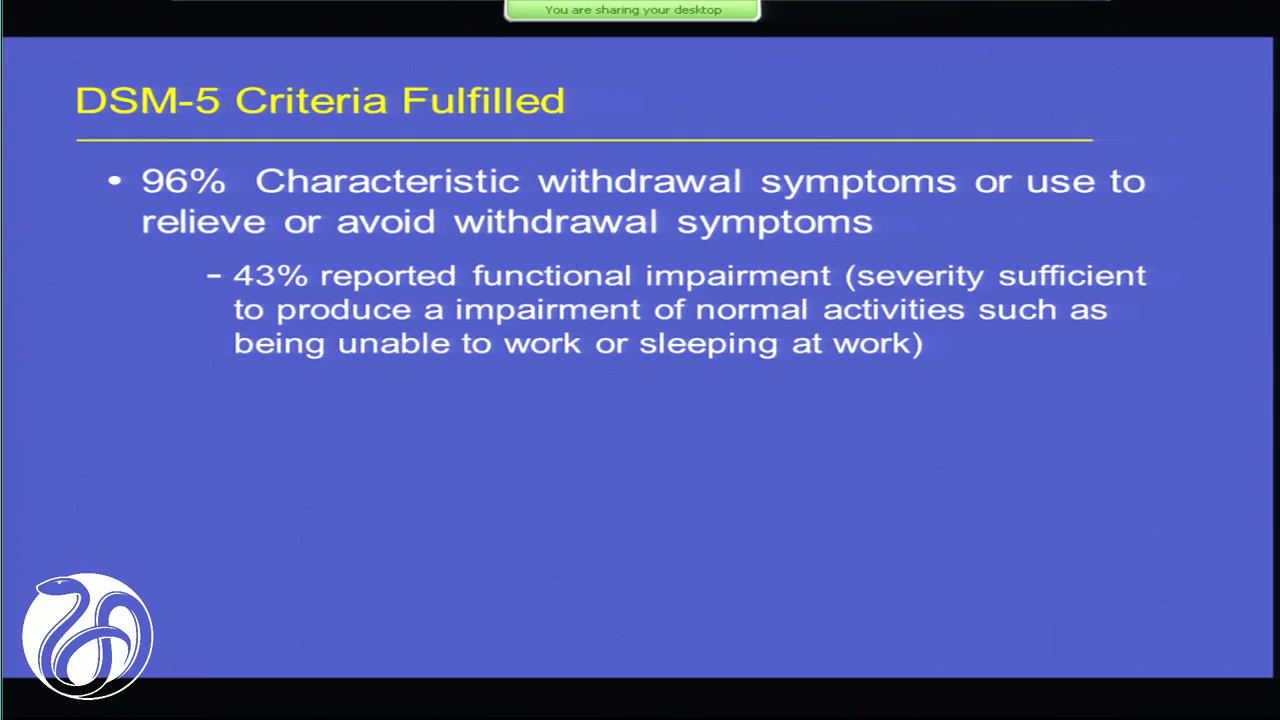 You are sharing your desktop
DSM-5 Criteria Fulfilled
• 96% Characteristic withdrawal symptoms or use to
relieve or avoid withdrawal symptoms
– 43% reported functional impairment (severity sufficient
to produce a impairment of normal activities such as
being unable to work or sleeping at work)